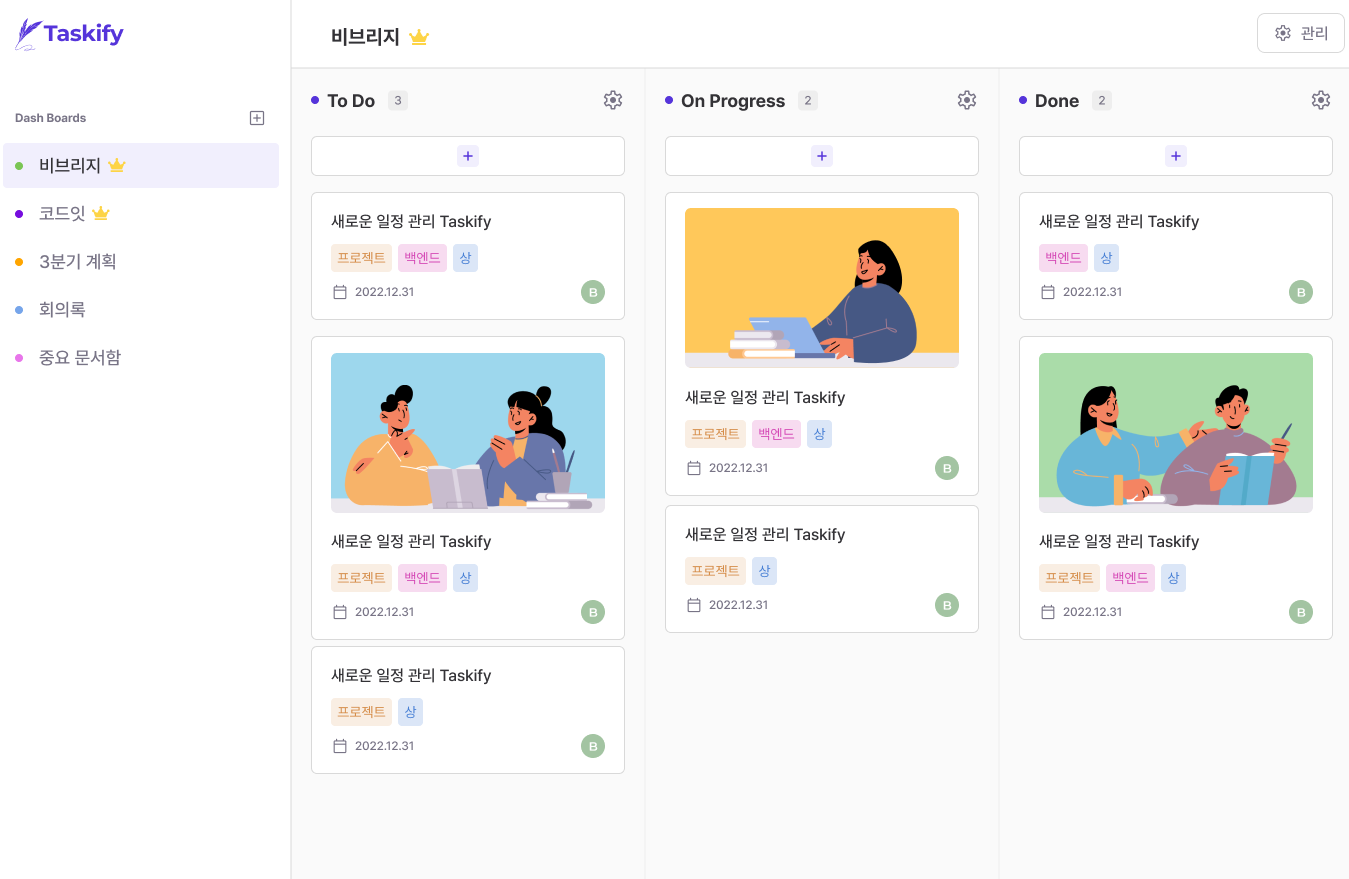 Taskify
Dash Boards
비브리지
코드잇
3분기 계획
회의록
중요 문서함
비브리지
관리
To Do 3
새로운 일정 관리 Taskify
프로젝트 백엔드 상
2022.12.31 B
새로운 일정 관리 Taskify
프로젝트 백엔드 상
2022.12.31 B
새로운 일정 관리 Taskify
프로젝트 상
2022.12.31 B
On Progress 2
새로운 일정 관리 Taskify
프로젝트 백엔드 상
2022.12.31 B
새로운 일정 관리 Taskify
프로젝트 상
2022.12.31 B
Done 2
새로운 일정 관리 Taskify
백엔드 상
2022.12.31 B
새로운 일정 관리 Taskify
프로젝트 백엔드 상
2022.12.31 B